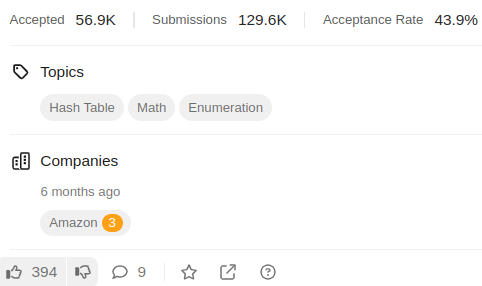 Accepted 56.9K Submissions 129.6K Acceptance Rate 43.9%
Topics
Hash Table Math Enumeration
Companies
6 months ago
Amazon 3
394 9